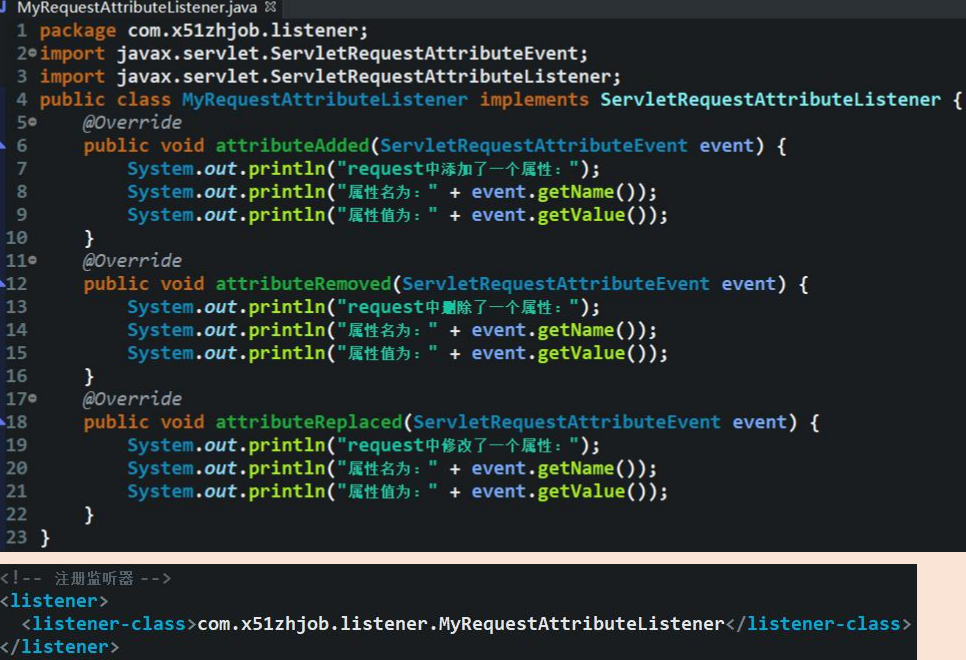 MyRequestAttributeListener.java
1 package com.x51zhjob.listener;
2 import javax.servlet.ServletRequestAttributeEvent;
3 import javax.servlet.ServletRequestAttributeListener;
4 public class MyRequestAttributeListener implements ServletRequestAttributeListener {
5 @Override
6 public void attributeAdded(ServletRequestAttributeEvent event) {
7 System.out.println("request中添加了一个属性：");
8 System.out.println("属性名为：" + event.getName());
9 System.out.println("属性值为：" + event.getValue());
10 }
11 @Override
12 public void attributeRemoved(ServletRequestAttributeEvent event) {
13 System.out.println("request中删除了一个属性：");
14 System.out.println("属性名为：" + event.getName());
15 System.out.println("属性值为：" + event.getValue());
16 }
17 @Override
18 public void attributeReplaced(ServletRequestAttributeEvent event) {
19 System.out.println("request中修改了一个属性：");
20 System.out.println("属性名为：" + event.getName());
21 System.out.println("属性值为：" + event.getValue());
22 }
23 }
<!-- 注册监听器 -->
<listener>
<listener-class>com.x51zhjob.listener.MyRequestAttributeListener</listener-class>
</listener>